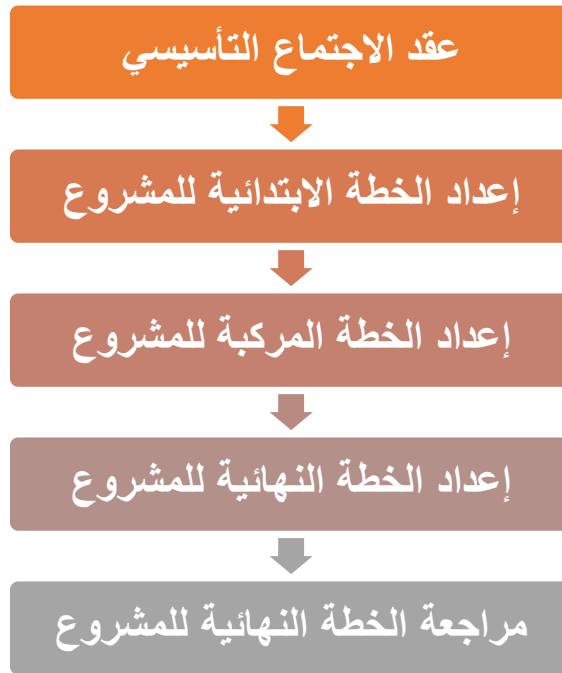 عقد الاجتماع التأسيسي
إعداد الخطة الابتدائية للمشروع
إعداد الخطة المركبة للمشروع
إعداد الخطة النهائية للمشروع
مراجعة الخطة النهائية للمشروع